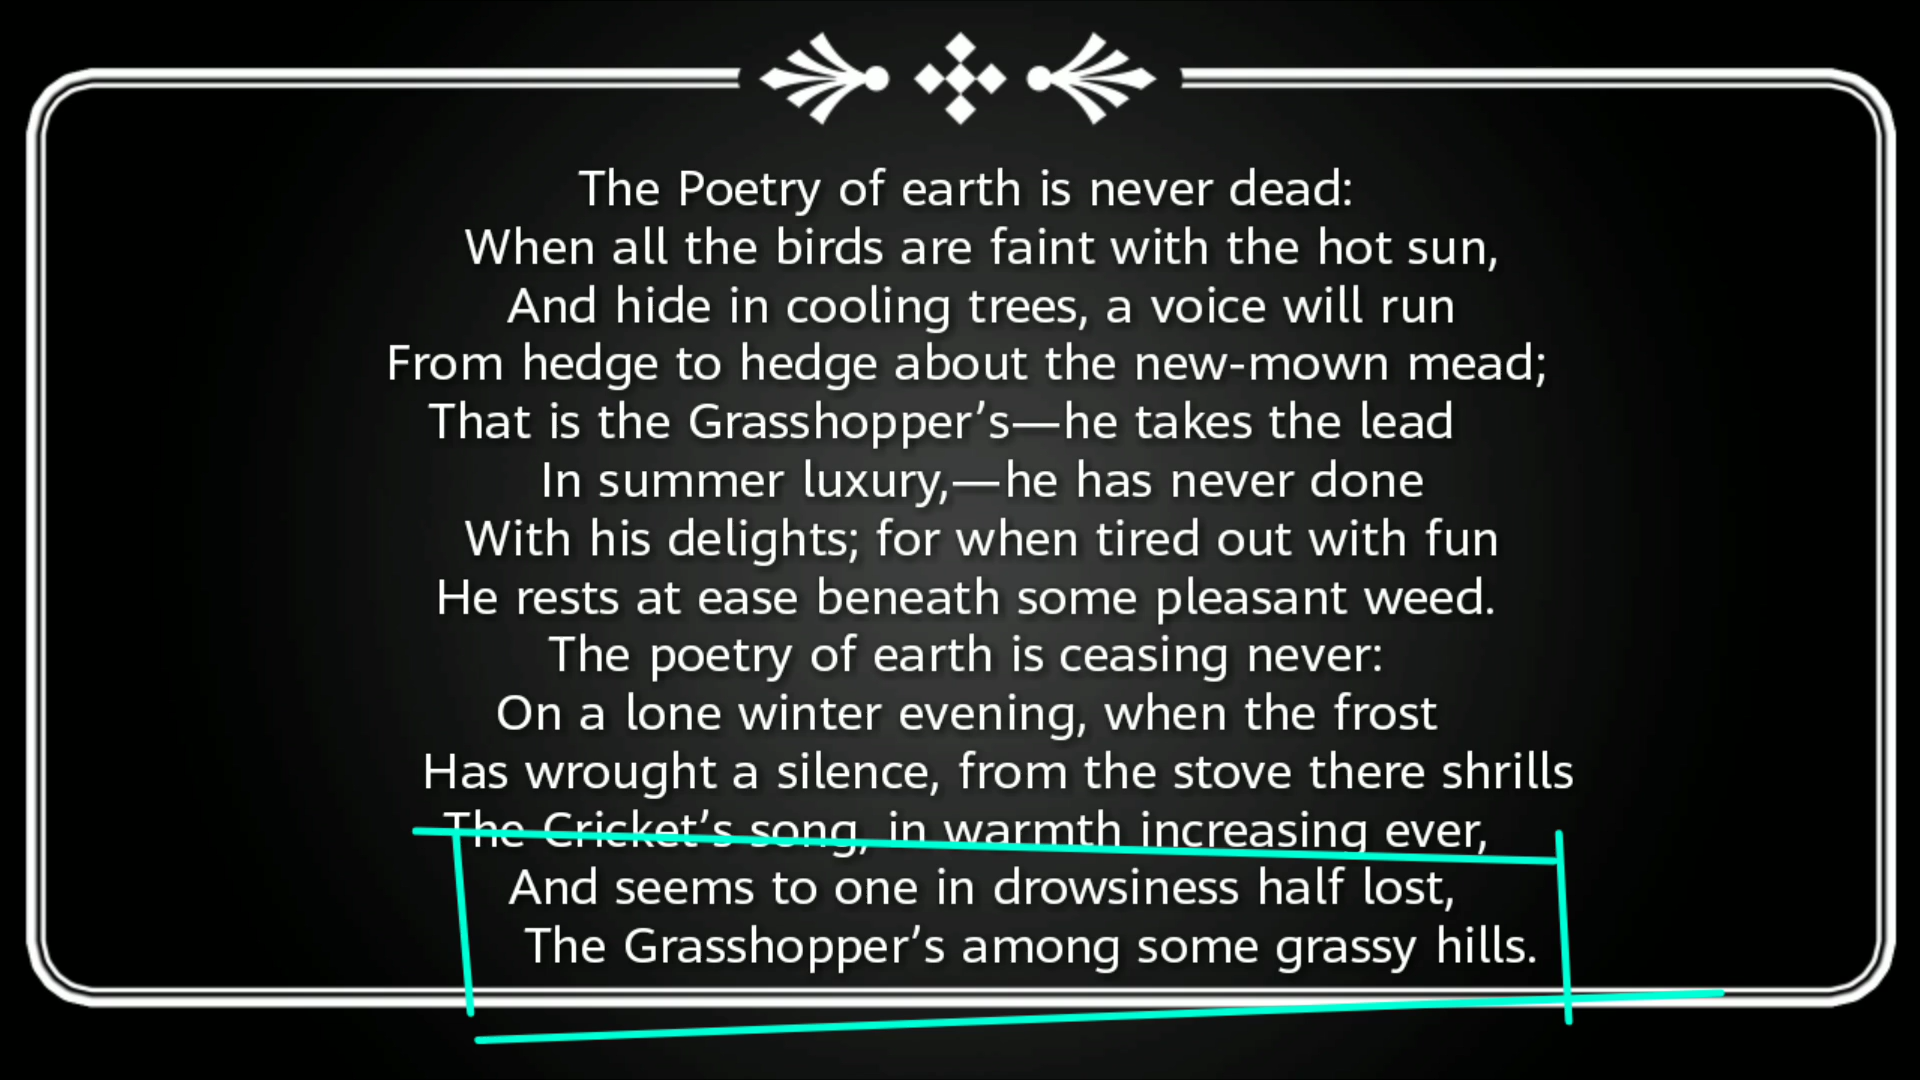 The Poetry of earth is never dead:
When all the birds are faint with the hot sun,
And hide in cooling trees, a voice will run
From hedge to hedge about the new-mown mead;
That is the Grasshopper’s—he takes the lead
In summer luxury,—he has never done
With his delights; for when tired out with fun
He rests at ease beneath some pleasant weed.
The poetry of earth is ceasing never:
On a lone winter evening, when the frost
Has wrought a silence, from the stove there shrills
The Cricket’s song, in warmth increasing ever,
And seems to one in drowsiness half lost,
The Grasshopper’s among some grassy hills.